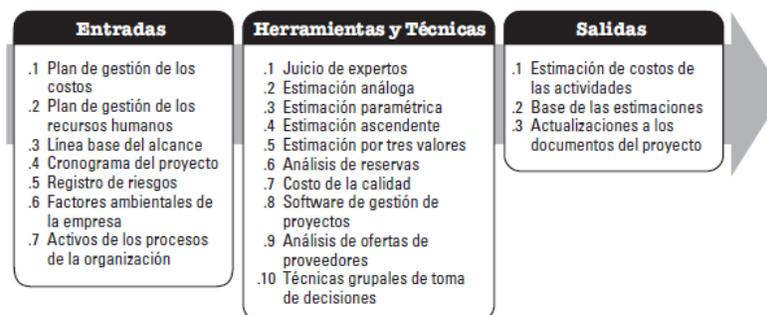 Entradas
.1 Plan de gestión de los
costos
.2 Plan de gestión de los
recursos humanos
.3 Línea base del alcance
.4 Cronograma del proyecto
.5 Registro de riesgos
.6 Factores ambientales de
la empresa
.7 Activos de los procesos
de la organización
Herramientas y Técnicas
.1 Juicio de expertos
.2 Estimación análoga
.3 Estimación paramétrica
.4 Estimación ascendente
.5 Estimación por tres valores
.6 Análisis de reservas
.7 Costo de la calidad
.8 Software de gestión de
proyectos
.9 Análisis de ofertas de
proveedores
.10 Técnicas grupales de toma
de decisiones
Salidas
.1 Estimación de costos de
las actividades
.2 Base de las estimaciones
.3 Actualizaciones a los
documentos del proyecto